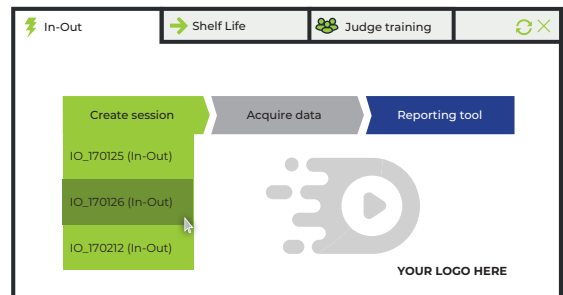 In-Out
Shelf Life
Judge training
Create session
Acquire data
Reporting tool
IO_170125 (In-Out)
IO_170126 (In-Out)
IO_170212 (In-Out)
YOUR LOGO HERE